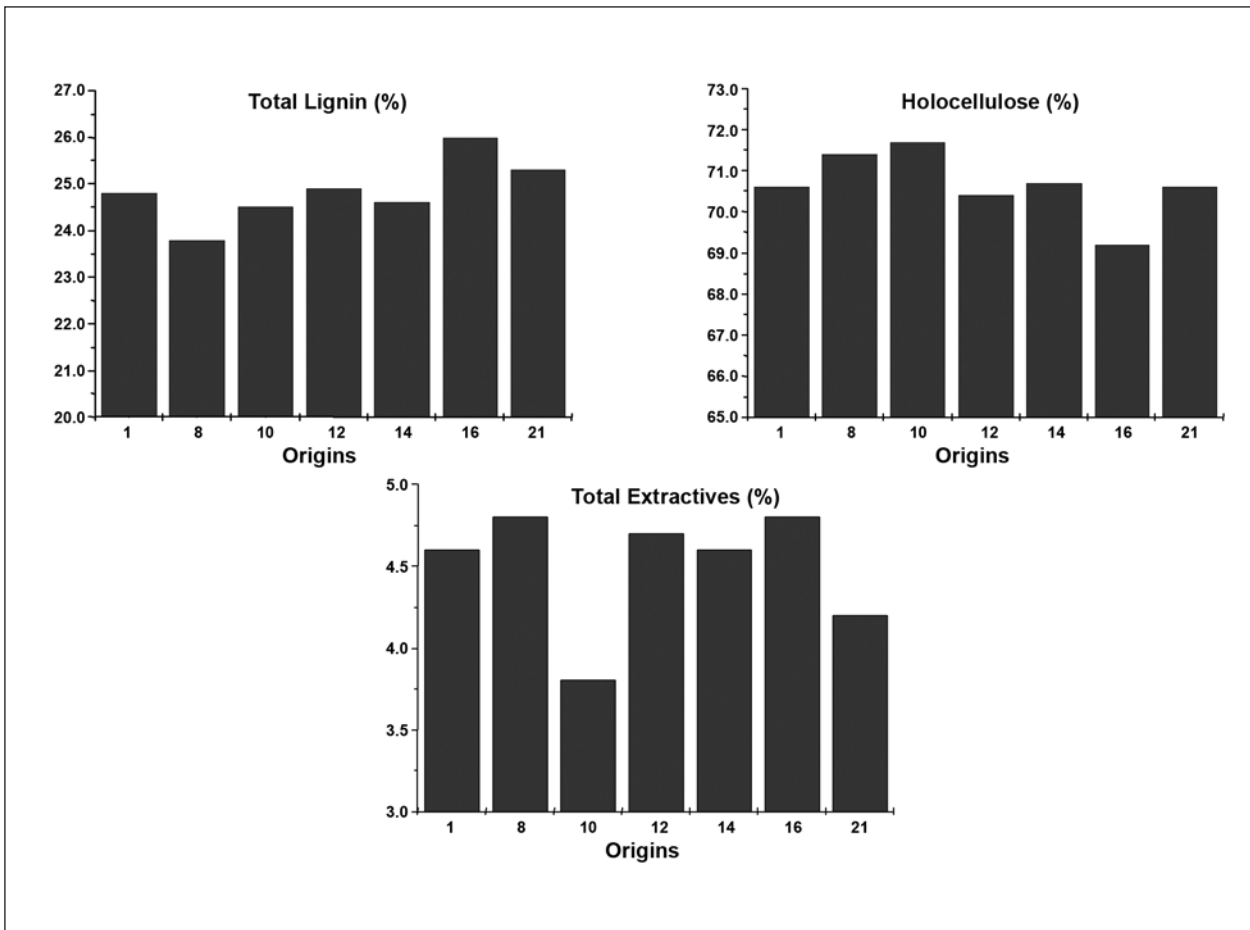 Total Lignin (%)
27.0
26.0
25.0
24.0
23.0
22.0
21.0
20.0
1 8 10 12 14 16 21
Origins
Holocellulose (%)
73.0
72.0
71.0
70.0
69.0
68.0
67.0
66.0
65.0
1 8 10 12 14 16 21
Origins
Total Extractives (%)
5.0
4.5
4.0
3.5
3.0
1 8 10 12 14 16 21
Origins